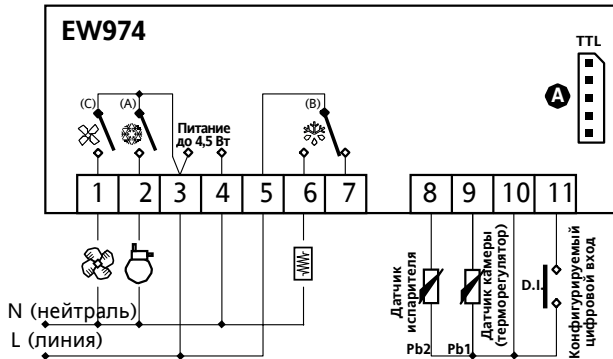 EW974
TTL
(C)
(A)
(B)
Питание
до 4,5 Вт
A
1 2 3 4 5 6 7 8 9 10 11
Датчик
испарителя
Датчик камеры
(терморегулятор)
D.I.
Конфигурируемый
цифровой вход
N (нейтраль)
L (линия)
Pb2
Pb1